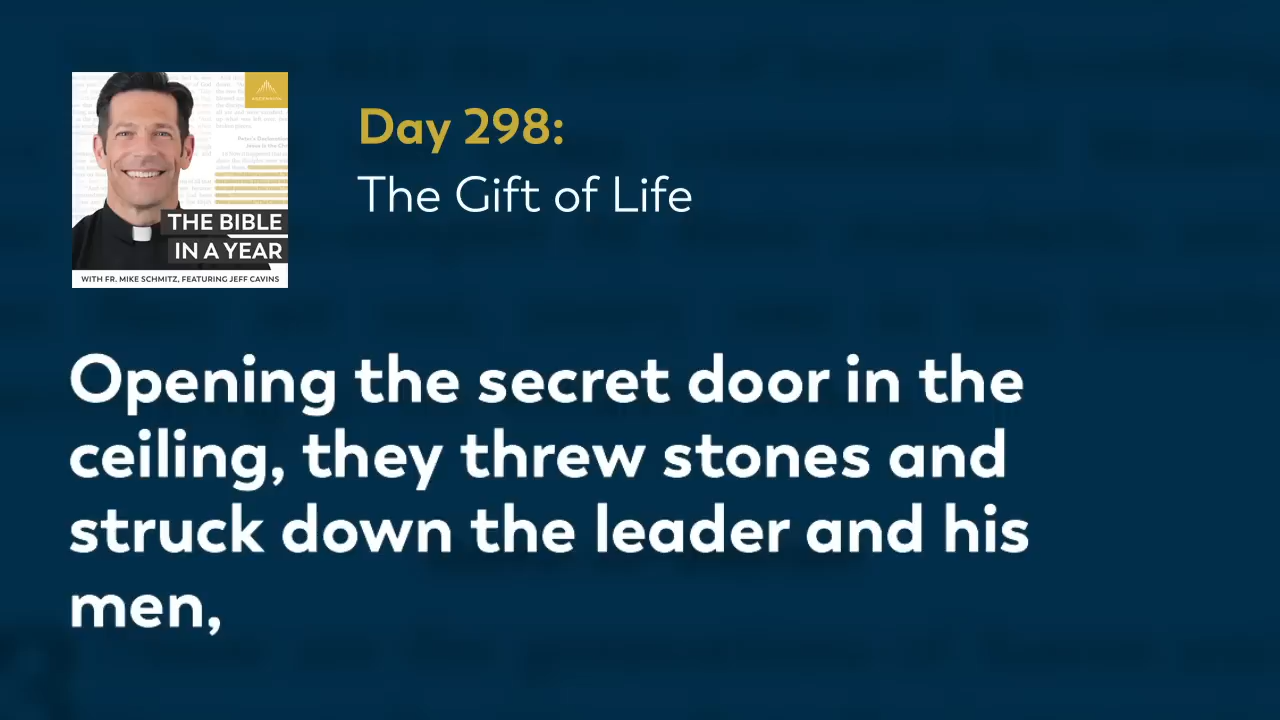 Day 298:
The Gift of Life
THE BIBLE
IN A YEAR
WITH FR. MIKE SCHMITZ, FEATURING JEFF CAVINS
Opening the secret door in the
ceiling, they threw stones and
struck down the leader and his
men,